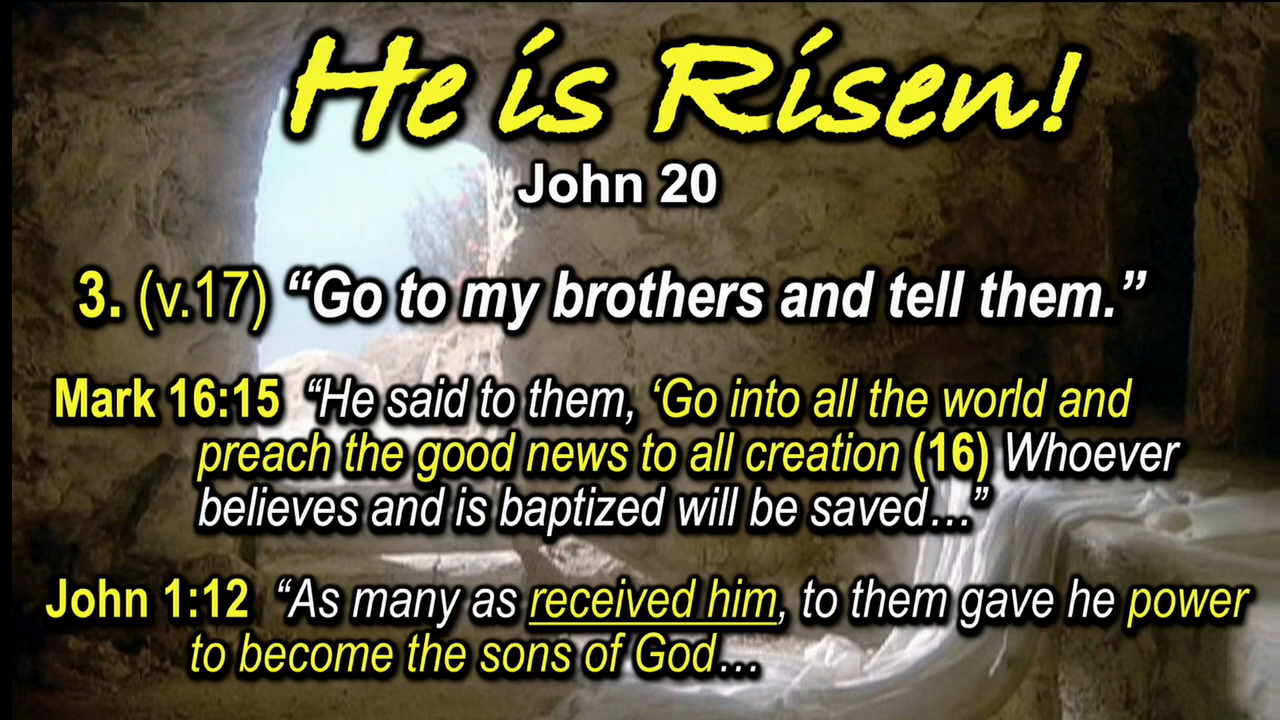 He is Risen!
John 20
3. (v.17) “Go to my brothers and tell them.”
Mark 16:15 “He said to them, ‘Go into all the world and
preach the good news to all creation (16) Whoever
believes and is baptized will be saved…”
John 1:12 “As many as received him, to them gave he power
to become the sons of God…